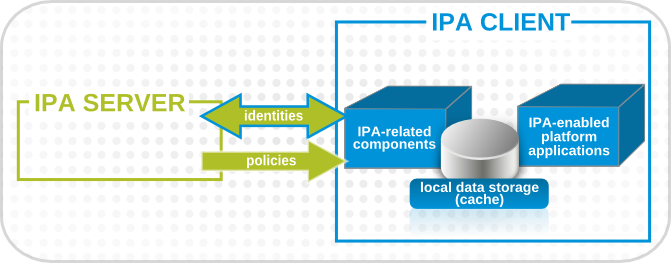 IPA CLIENT
IPA SERVER
identities
policies
IPA-related
components
IPA-enabled
platform
applications
local data storage
(cache)